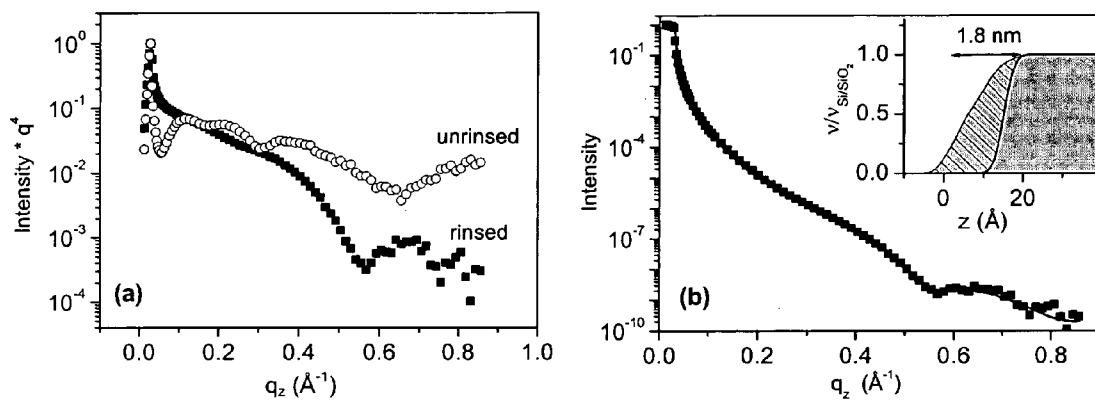 10⁰
10⁻¹
10⁻²
10⁻³
10⁻⁴
Intensity * q⁴
unrinsed
rinsed
(a)
0.0 0.2 0.4 0.6 0.8 1.0
q_z (Å⁻¹)
10⁻¹
10⁻⁴
10⁻⁷
10⁻¹⁰
Intensity
(b)
0.0 0.2 0.4 0.6 0.8
q_z (Å⁻¹)
1.8 nm
1.0
0.5
0.0
ν/ν_Si/SiO₂
0 20
z (Å)